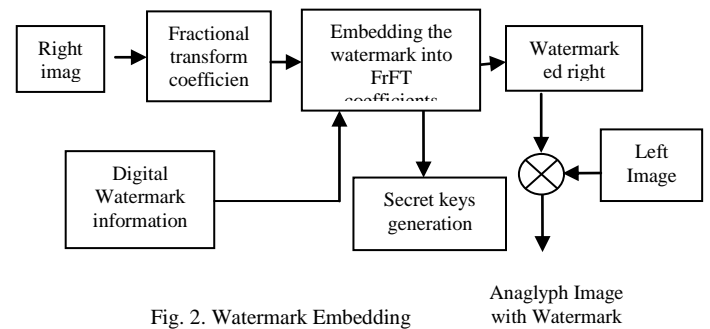 Right
imag
Fractional
transform
coefficien
Embedding the
watermark into
FrFT
coefficients
Watermark
ed right
Left
Image
Digital
Watermark
information
Secret keys
generation
Anaglyph Image
with Watermark
Fig. 2. Watermark Embedding